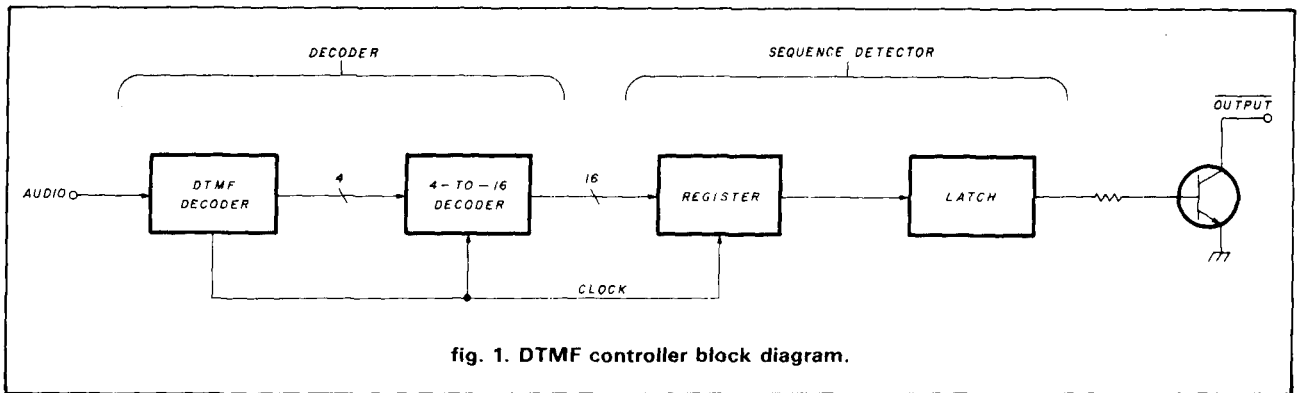 DECODER
SEQUENCE DETECTOR
OUTPUT
AUDIO
DTMF
DECODER
4
4-TO-16
DECODER
16
REGISTER
LATCH
CLOCK
fig. 1. DTMF controller block diagram.